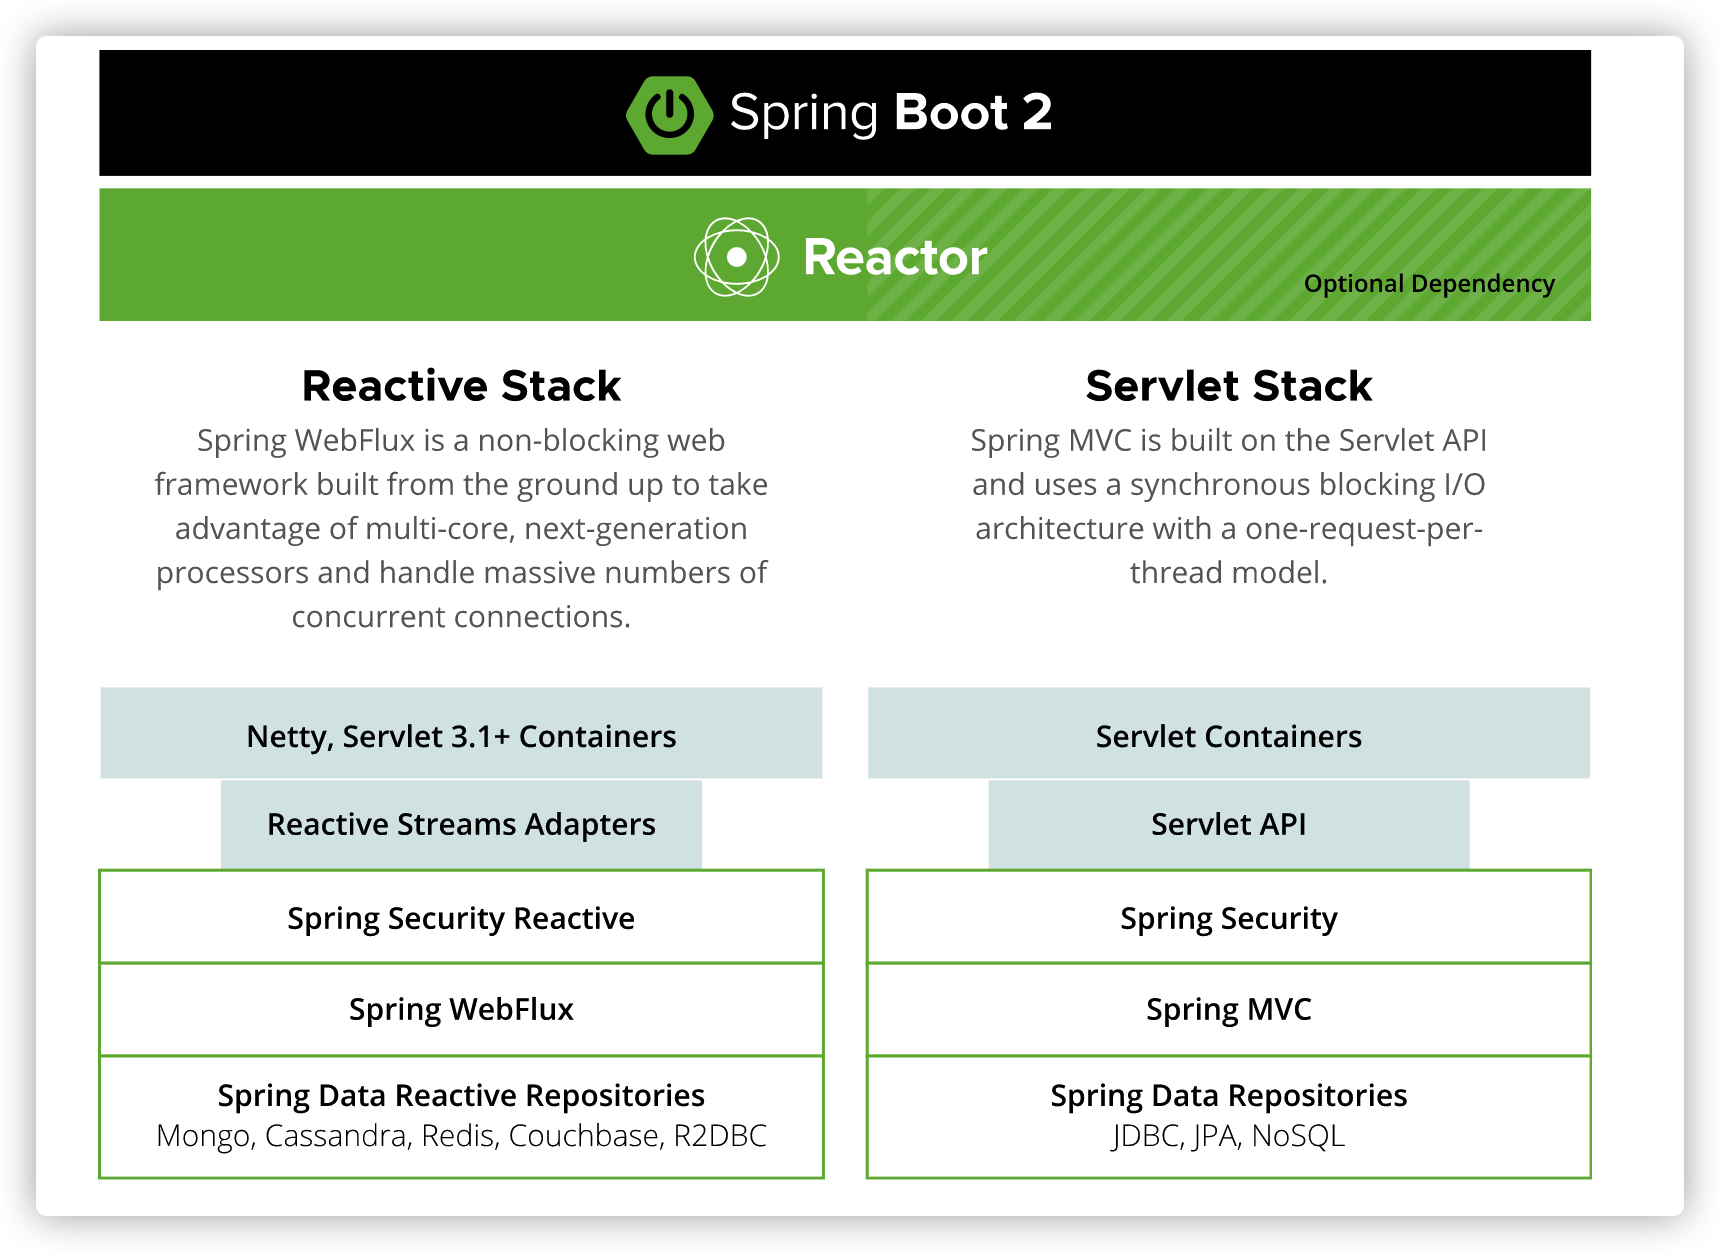 Spring Boot 2
Reactor
Optional Dependency
Reactive Stack
Spring WebFlux is a non-blocking web
framework built from the ground up to take
advantage of multi-core, next-generation
processors and handle massive numbers of
concurrent connections.
Netty, Servlet 3.1+ Containers
Reactive Streams Adapters
Spring Security Reactive
Spring WebFlux
Spring Data Reactive Repositories
Mongo, Cassandra, Redis, Couchbase, R2DBC
Servlet Stack
Spring MVC is built on the Servlet API
and uses a synchronous blocking I/O
architecture with a one-request-per-
thread model.
Servlet Containers
Servlet API
Spring Security
Spring MVC
Spring Data Repositories
JDBC, JPA, NoSQL